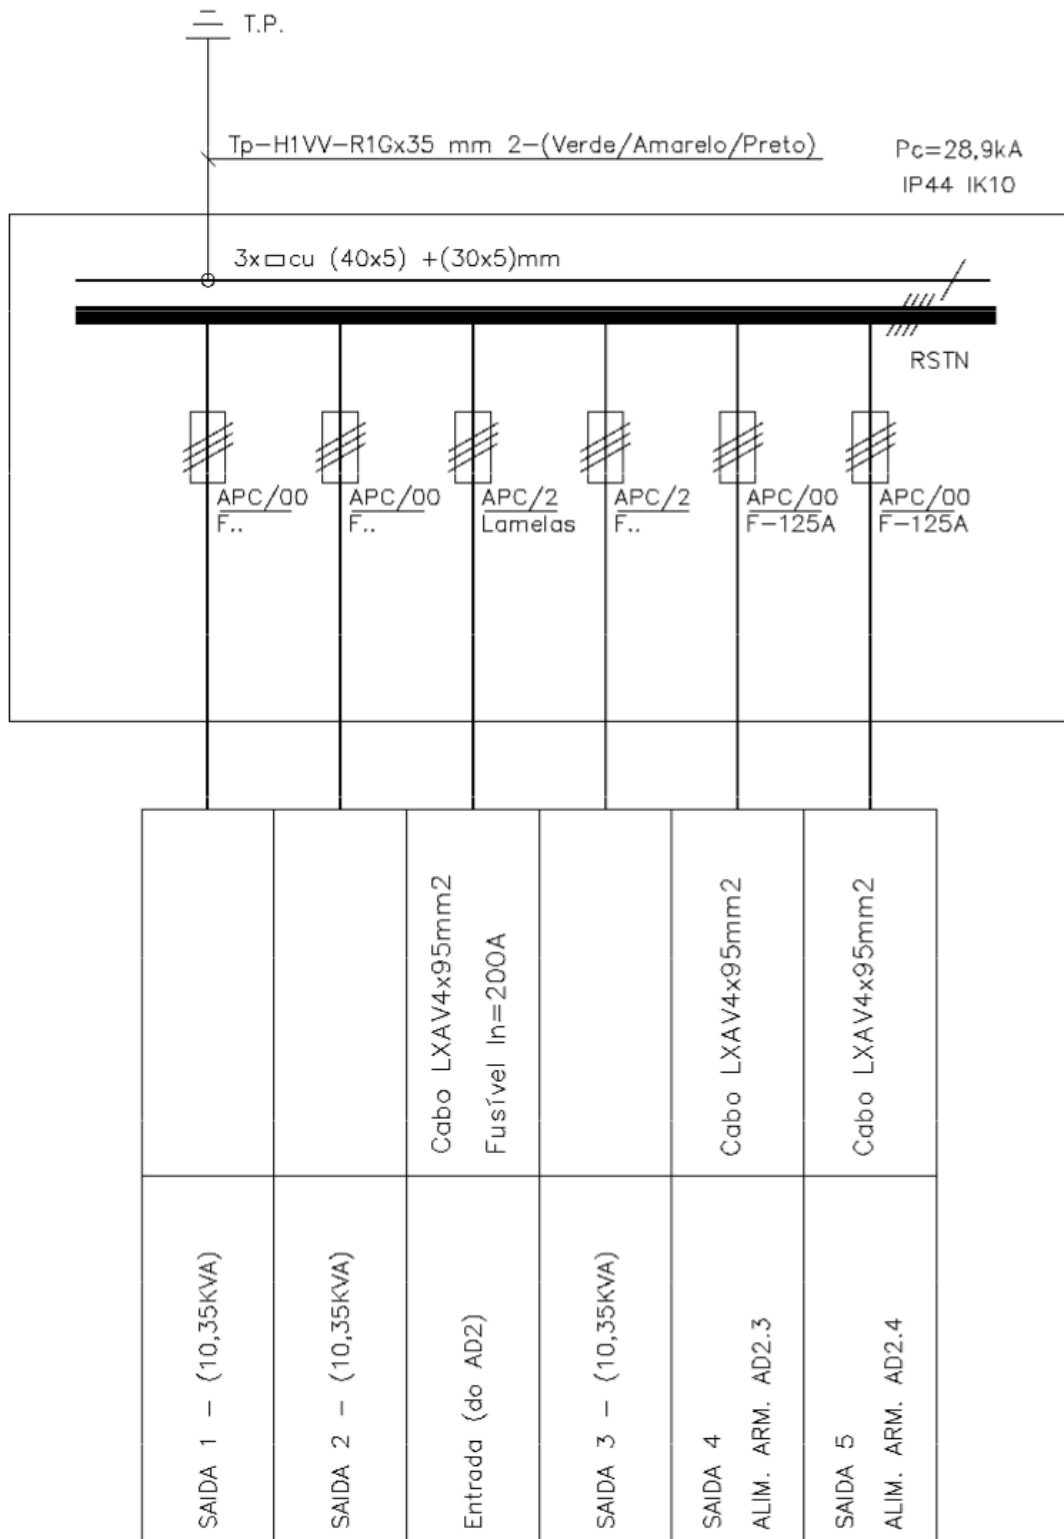 T.P.
Tp-H1VV-R1Gx35 mm 2-(Verde/Amarelo/Preto)
Pc=28,9kA
IP44 IK10
3x▭cu (40x5) +(30x5)mm
RSTN
APC/00
F..
APC/00
F..
APC/2
Lamelas
APC/2
F..
APC/00
F-125A
APC/00
F-125A
Cabo LXAV4x95mm2
Fusível In=200A
Cabo LXAV4x95mm2
Cabo LXAV4x95mm2
SAIDA 1 - (10,35KVA)
SAIDA 2 - (10,35KVA)
Entrada (do AD2)
SAIDA 3 - (10,35KVA)
SAIDA 4
ALIM. ARM. AD2.3
SAIDA 5
ALIM. ARM. AD2.4